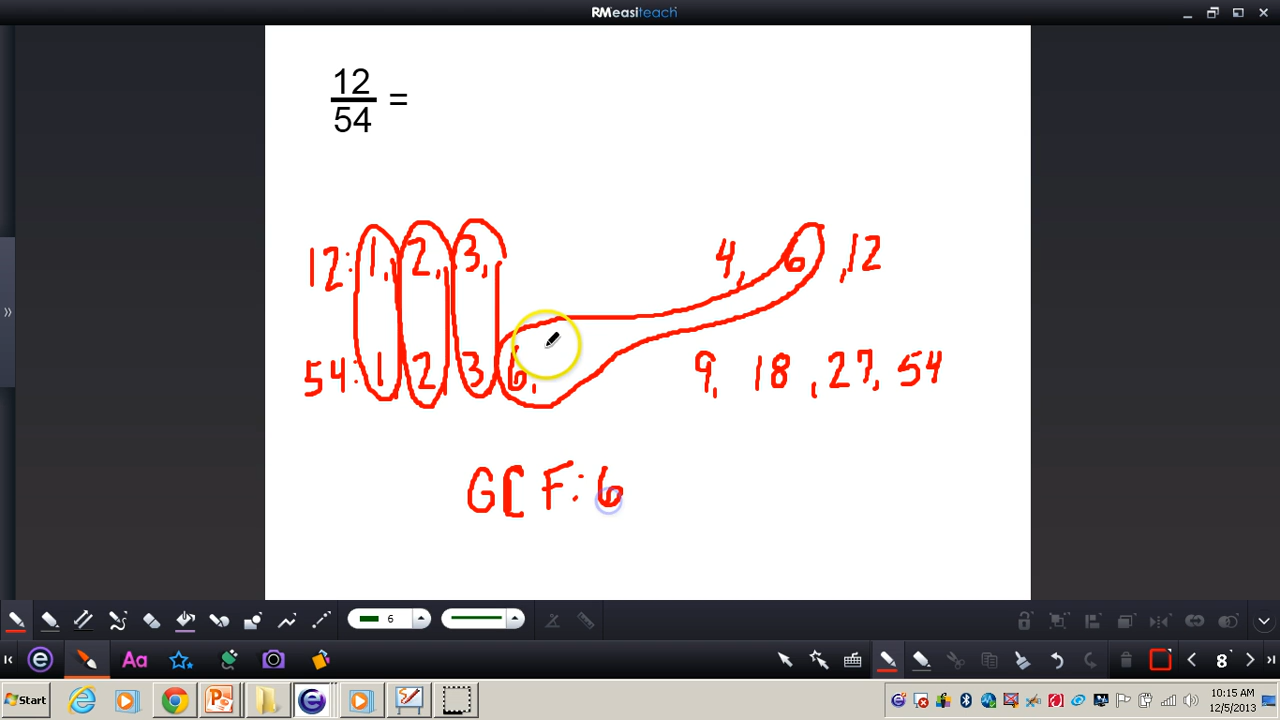 RMeasiteach
12
54 =
12: 1, 2, 3, 4, 6, 12
54: 1 2, 3 6, 9, 18, 27, 54
GCF: 6
6
Aa
8
Start
10:15 AM
12/5/2013